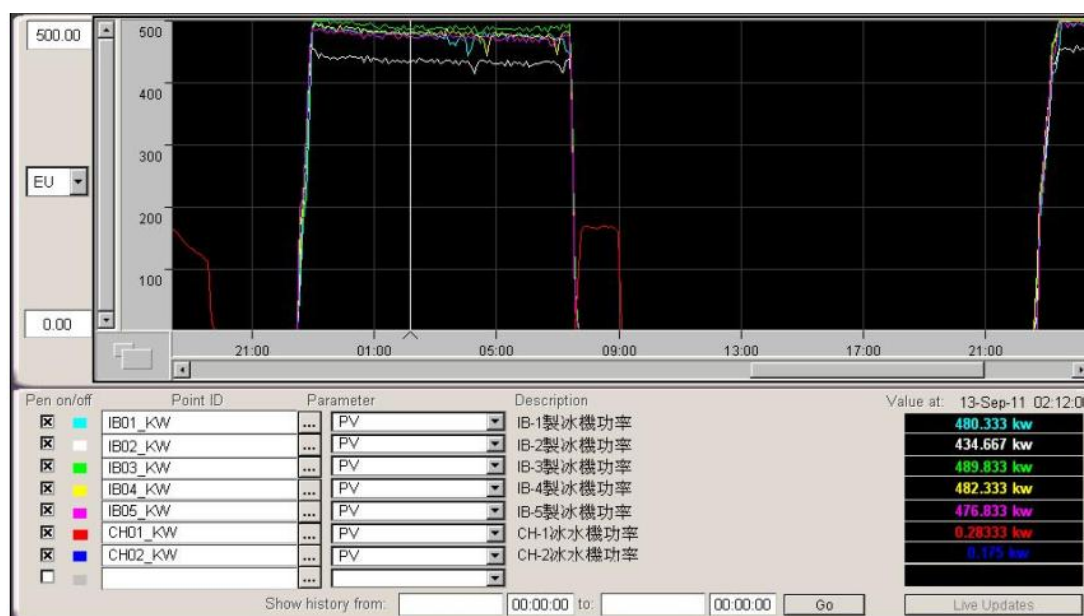 500.00
500
400
300
EU
200
100
0.00
21:00 01:00 05:00 09:00 13:00 17:00 21:00
Pen on/off Point ID Parameter Description Value at: 13-Sep-11 02:12:0
IB01_KW ... PV IB-1製冰機功率 480.333 kw
IB02_KW ... PV IB-2製冰機功率 434.667 kw
IB03_KW ... PV IB-3製冰機功率 489.833 kw
IB04_KW ... PV IB-4製冰機功率 482.333 kw
IB05_KW ... PV IB-5製冰機功率 476.833 kw
CH01_KW ... PV CH-1冰水機功率 0.28333 kw
CH02_KW ... PV CH-2冰水機功率 0.175 kw
...
Show history from: 00:00:00 to: 00:00:00 Go Live Updates